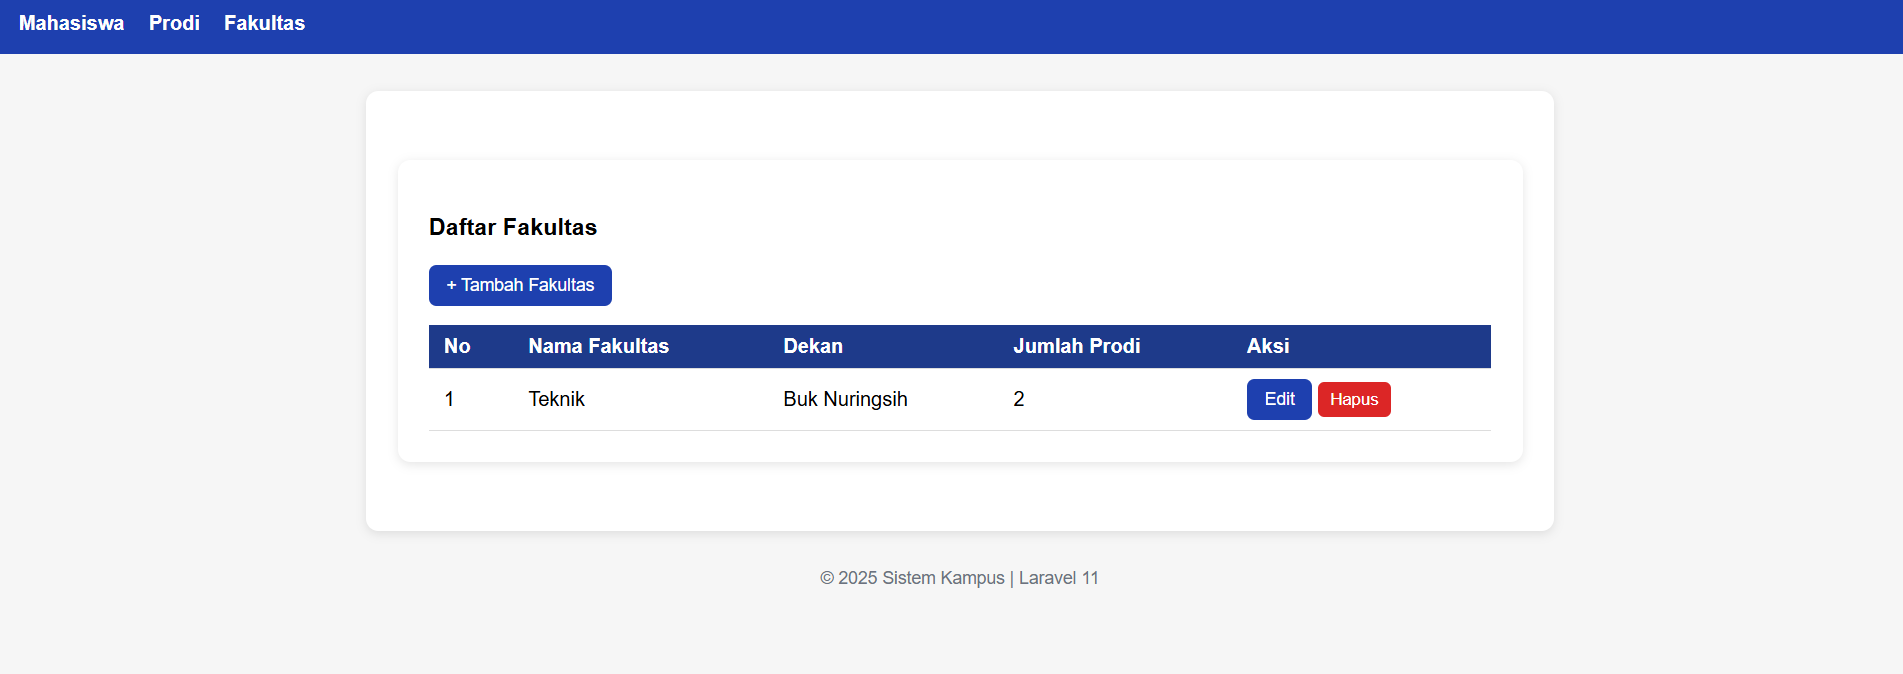 Mahasiswa Prodi Fakultas
Daftar Fakultas
+ Tambah Fakultas
No Nama Fakultas Dekan Jumlah Prodi Aksi
1 Teknik Buk Nuringsih 2 Edit Hapus
© 2025 Sistem Kampus | Laravel 11